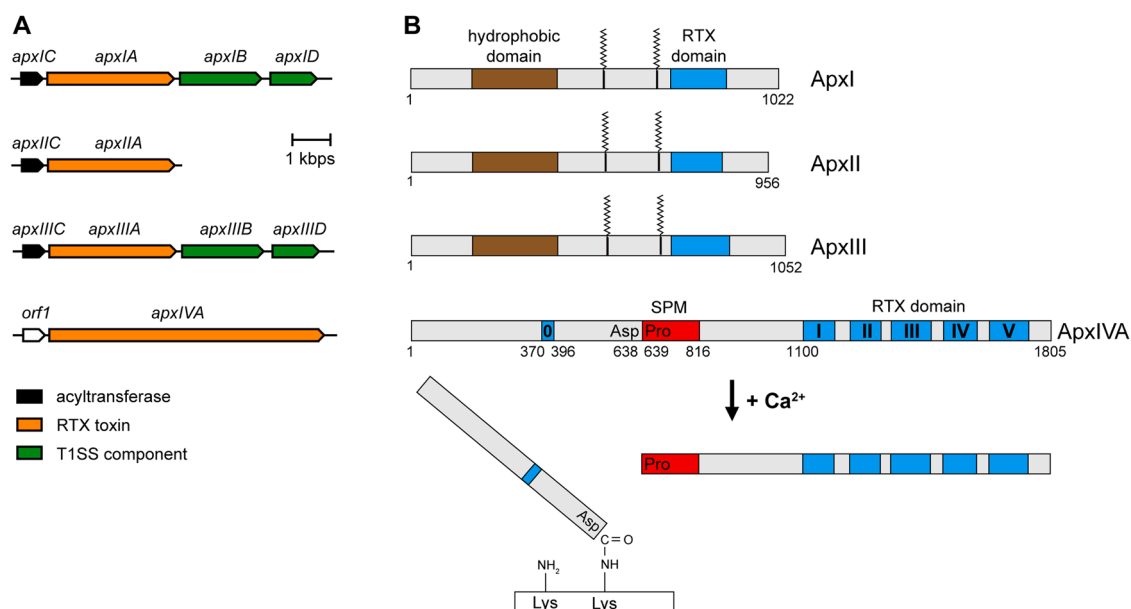 A
apxIC apxIA apxIB apxID
apxIIC apxIIA
1 kbps
apxIIIC apxIIIA apxIIIB apxIIID
orf1 apxIVA
acyltransferase
RTX toxin
T1SS component
B
hydrophobic domain
RTX domain
ApxI
1 1022
ApxII
1 956
ApxIII
1 1052
SPM RTX domain
0 Asp Pro I II III IV V ApxIVA
1 370 396 638 639 816 1100 1805
+ Ca²⁺
Pro
Asp
C=O
NH₂ NH
Lys Lys